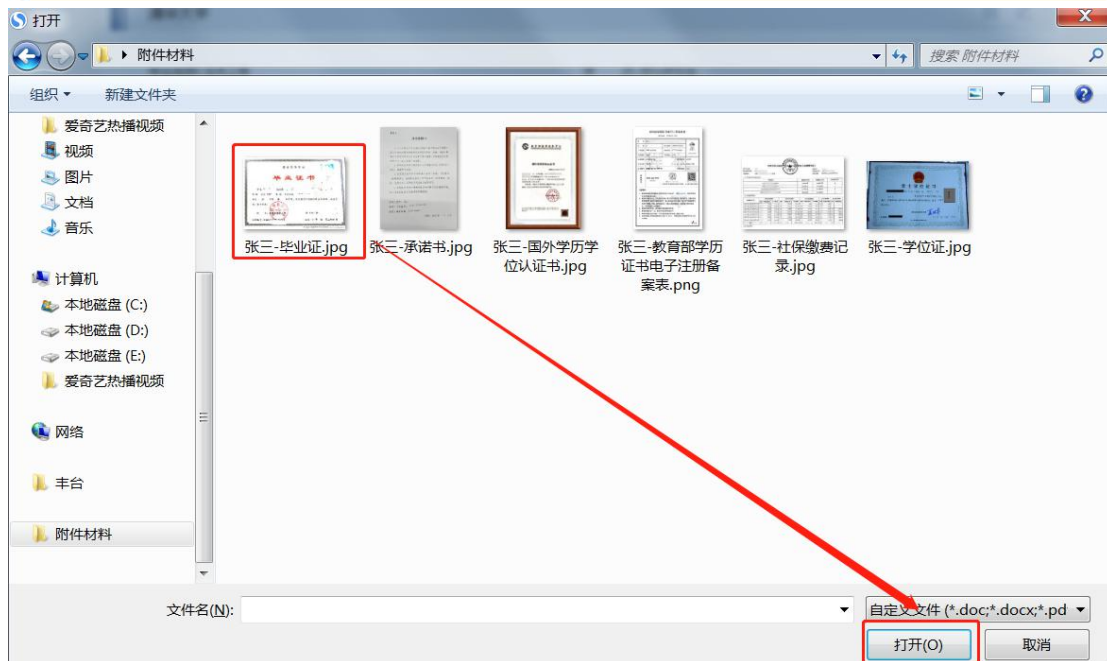 打开
附件材料
搜索 附件材料
组织
新建文件夹
爱奇艺热播视频
视频
图片
文档
音乐
计算机
本地磁盘 (C:)
本地磁盘 (D:)
本地磁盘 (E:)
爱奇艺热播视频
网络
丰台
附件材料
毕业证书
张三-毕业证.jpg
张三-承诺书.jpg
张三-国外学历学
位认证书.jpg
张三-教育部学历
证书电子注册备
案表.png
张三-社保缴费记
录.jpg
张三-学位证.jpg
文件名(N):
自定义文件 (*.doc;*.docx;*.pd
打开(O)
取消